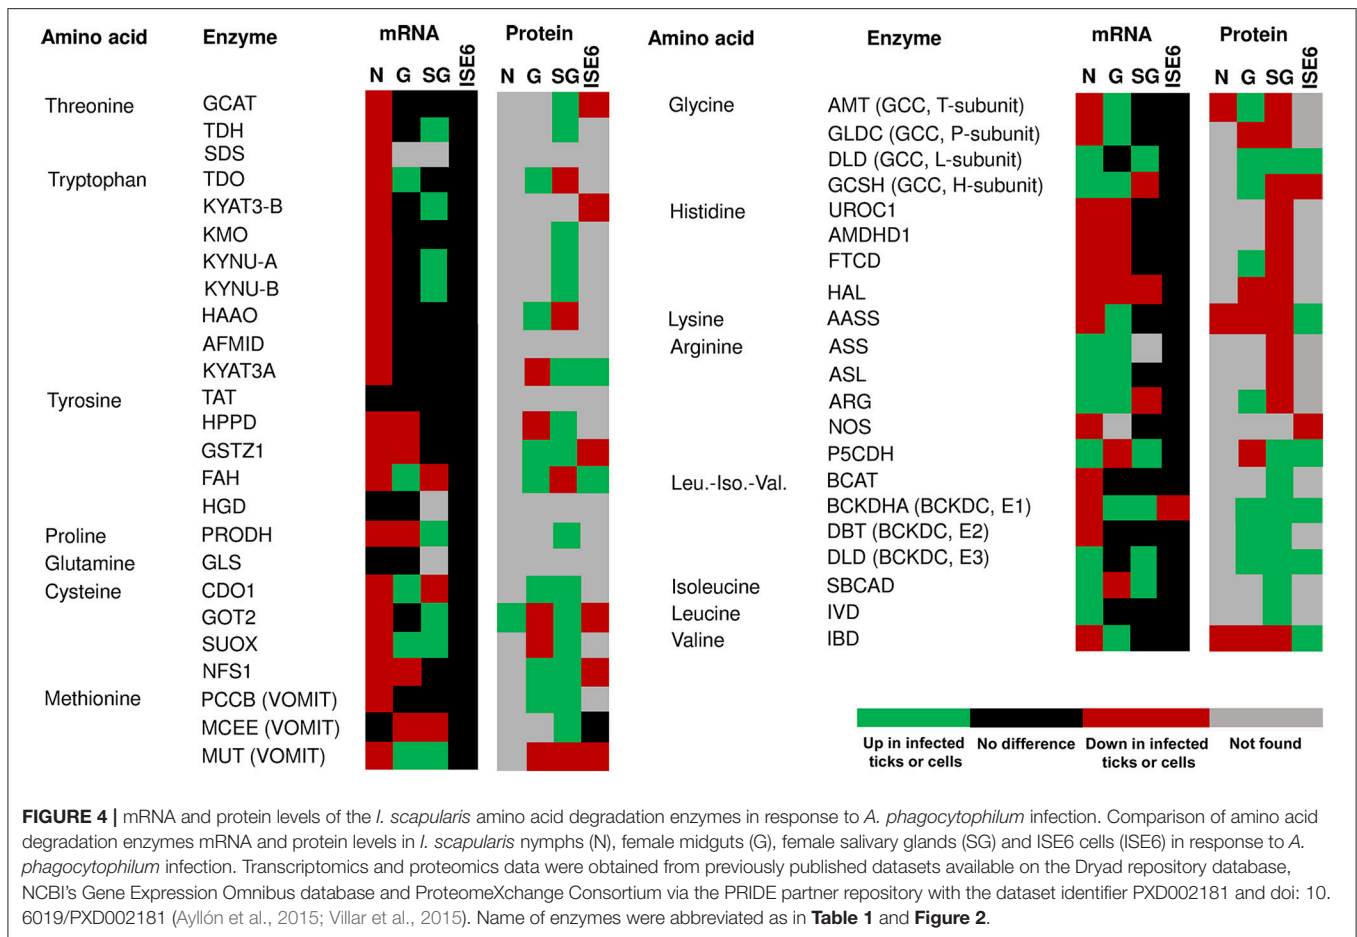 Amino acid Enzyme mRNA Protein
N G SG ISE6 N G SG ISE6
Threonine GCAT
TDH
SDS
Tryptophan TDO
KYAT3-B
KMO
KYNU-A
KYNU-B
HAAO
AFMID
KYAT3A
Tyrosine TAT
HPPD
GSTZ1
FAH
HGD
Proline PRODH
Glutamine GLS
Cysteine CDO1
GOT2
SUOX
NFS1
Methionine PCCB (VOMIT)
MCEE (VOMIT)
MUT (VOMIT)
Amino acid Enzyme mRNA Protein
N G SG ISE6 N G SG ISE6
Glycine AMT (GCC, T-subunit)
GLDC (GCC, P-subunit)
DLD (GCC, L-subunit)
GCSH (GCC, H-subunit)
Histidine UROC1
AMDHD1
FTCD
HAL
Lysine AASS
Arginine ASS
ASL
ARG
NOS
P5CDH
Leu.-Iso.-Val. BCAT
BCKDHA (BCKDC, E1)
DBT (BCKDC, E2)
DLD (BCKDC, E3)
Isoleucine SBCAD
Leucine IVD
Valine IBD
Up in infected ticks or cells
No difference
Down in infected ticks or cells
Not found
FIGURE 4 | mRNA and protein levels of the I. scapularis amino acid degradation enzymes in response to A. phagocytophilum infection. Comparison of amino acid
degradation enzymes mRNA and protein levels in I. scapularis nymphs (N), female midguts (G), female salivary glands (SG) and ISE6 cells (ISE6) in response to A.
phagocytophilum infection. Transcriptomics and proteomics data were obtained from previously published datasets available on the Dryad repository database,
NCBI's Gene Expression Omnibus database and ProteomeXchange Consortium via the PRIDE partner repository with the dataset identifier PXD002181 and doi: 10.
6019/PXD002181 (Ayllón et al., 2015; Villar et al., 2015). Name of enzymes were abbreviated as in Table 1 and Figure 2.